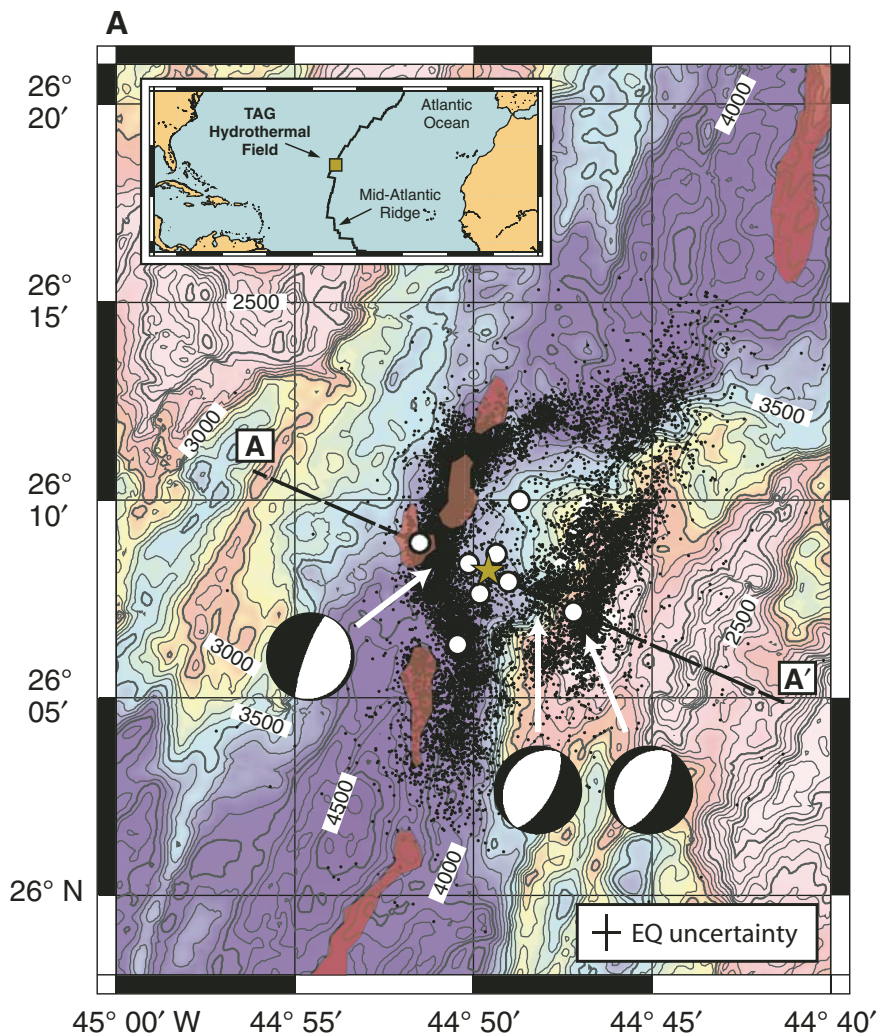 A
26°
20′
TAG
Hydrothermal
Field
Atlantic
Ocean
Mid-Atlantic
Ridge
4000
26°
15′
2500
3500
3000
A
26°
10′
2500
3000
A′
26°
05′
3500
4500
4000
26° N
EQ uncertainty
45° 00′ W
44° 55′
44° 50′
44° 45′
44° 40′